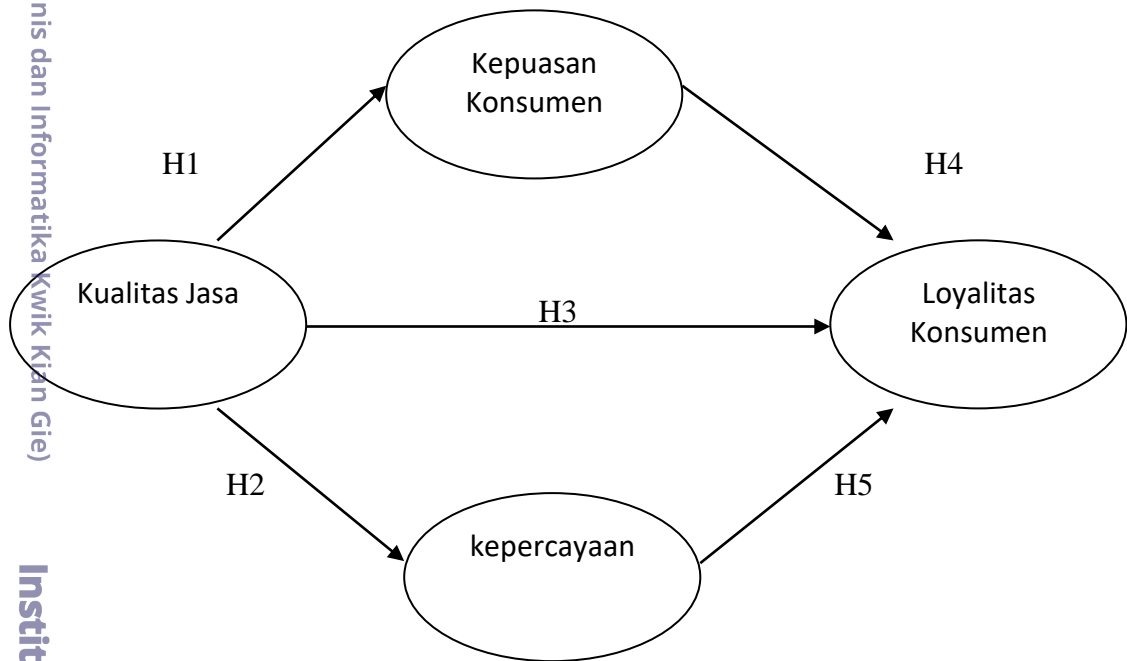 nis dan Informatika Kwik Kian Gie)
Instit
Kepuasan
Konsumen
H1
H4
Kualitas Jasa
H3
Loyalitas
Konsumen
H2
H5
kepercayaan